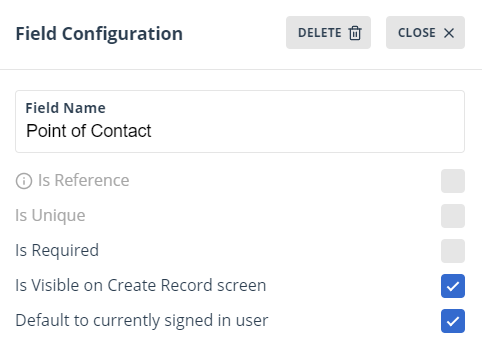 Field Configuration
DELETE
CLOSE
Field Name
Point of Contact
Is Reference
Is Unique
Is Required
Is Visible on Create Record screen
Default to currently signed in user